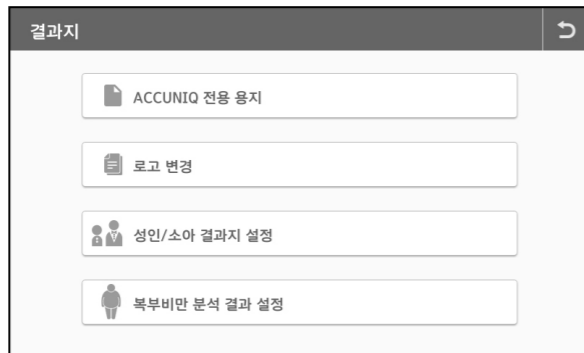 결과지
ACCUNIQ 전용 용지
로고 변경
성인/소아 결과지 설정
복부비만 분석 결과 설정